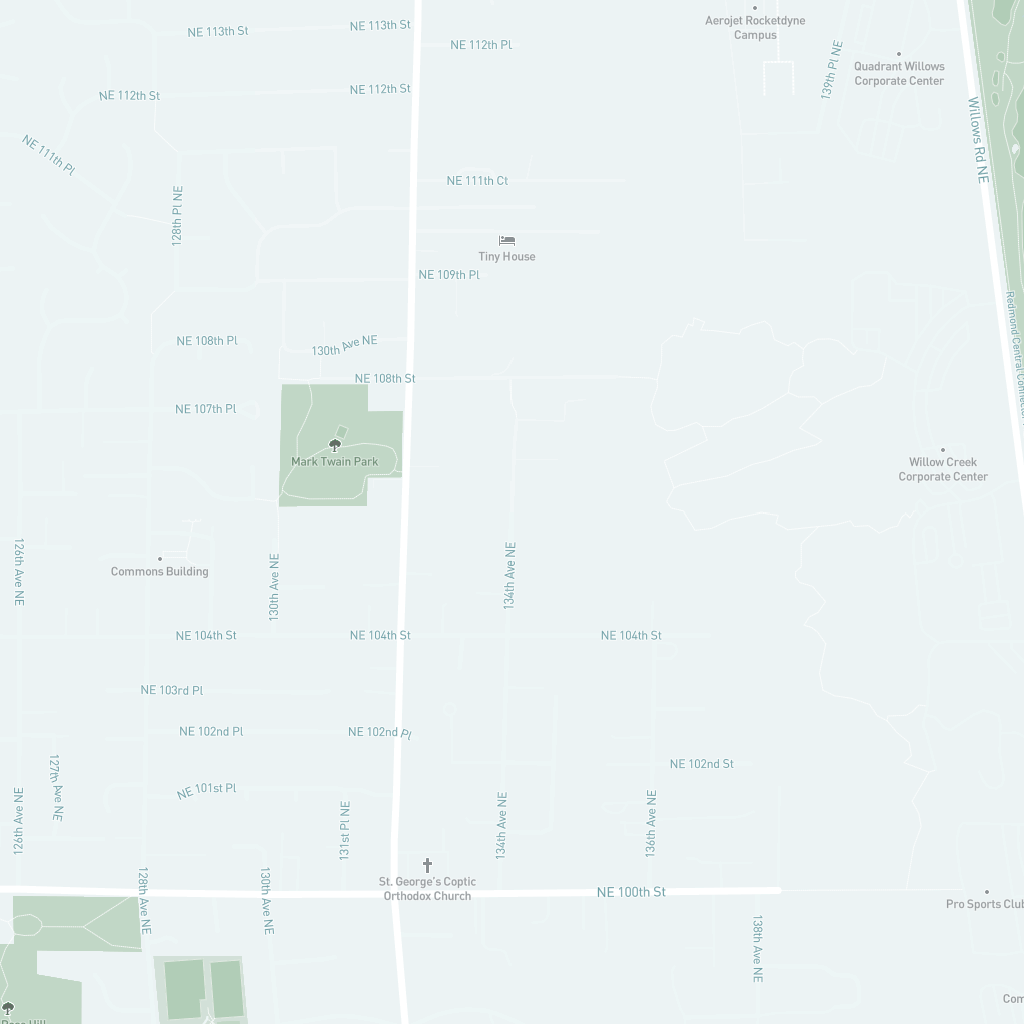 Aerojet Rocketdyne
Campus
NE 113th St
NE 113th St
NE 112th Pl
139th Pl NE
Quadrant Willows
Corporate Center
NE 112th St
NE 112th St
Willows Rd NE
NE 111th Pl
NE 111th Ct
128th Pl NE
Tiny House
NE 109th Pl
Redmond Central Connector
NE 108th Pl
130th Ave NE
NE 108th St
NE 107th Pl
Mark Twain Park
Willow Creek
Corporate Center
126th Ave NE
Commons Building
130th Ave NE
134th Ave NE
NE 104th St
NE 104th St
NE 104th St
NE 103rd Pl
NE 102nd Pl
NE 102nd Pl
NE 102nd St
127th Ave NE
NE 101st Pl
126th Ave NE
131st Pl NE
134th Ave NE
136th Ave NE
128th Ave NE
130th Ave NE
St. George's Coptic
Orthodox Church
NE 100th St
Pro Sports Club
138th Ave NE
Com
Rose Hill